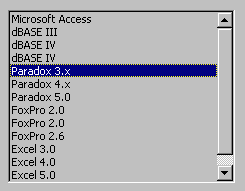 Microsoft Access
dBASE III
dBASE IV
dBASE IV
Paradox 3.x
Paradox 4.x
Paradox 5.0
FoxPro 2.0
FoxPro 2.0
FoxPro 2.6
Excel 3.0
Excel 4.0
Excel 5.0